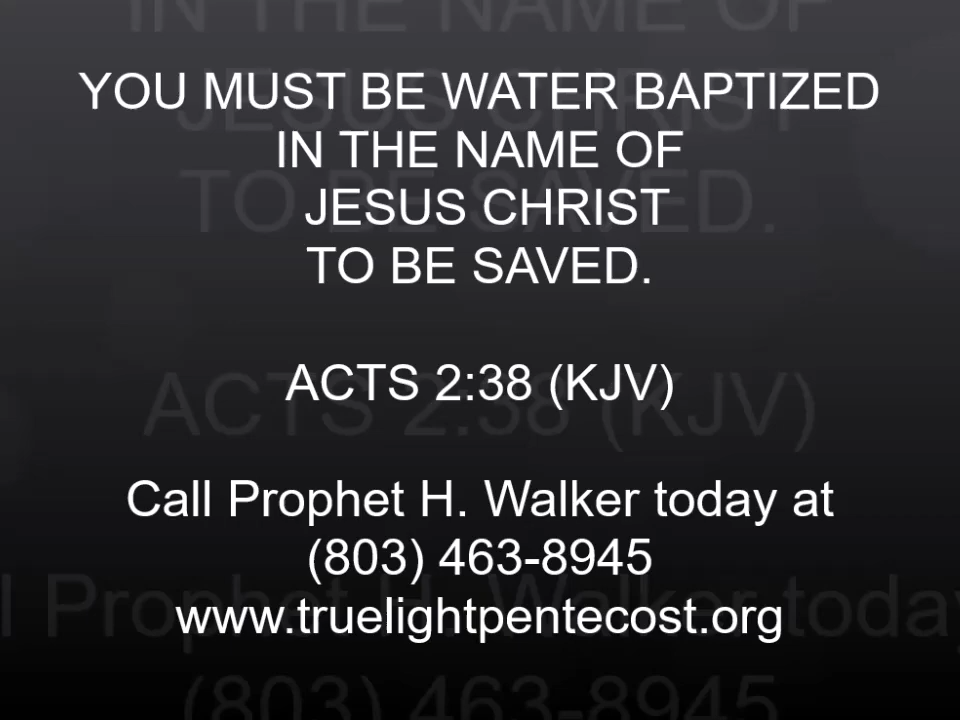 YOU MUST BE WATER BAPTIZED
IN THE NAME OF
JESUS CHRIST
TO BE SAVED.
ACTS 2:38 (KJV)
Call Prophet H. Walker today at
(803) 463-8945
www.truelightpentecost.org